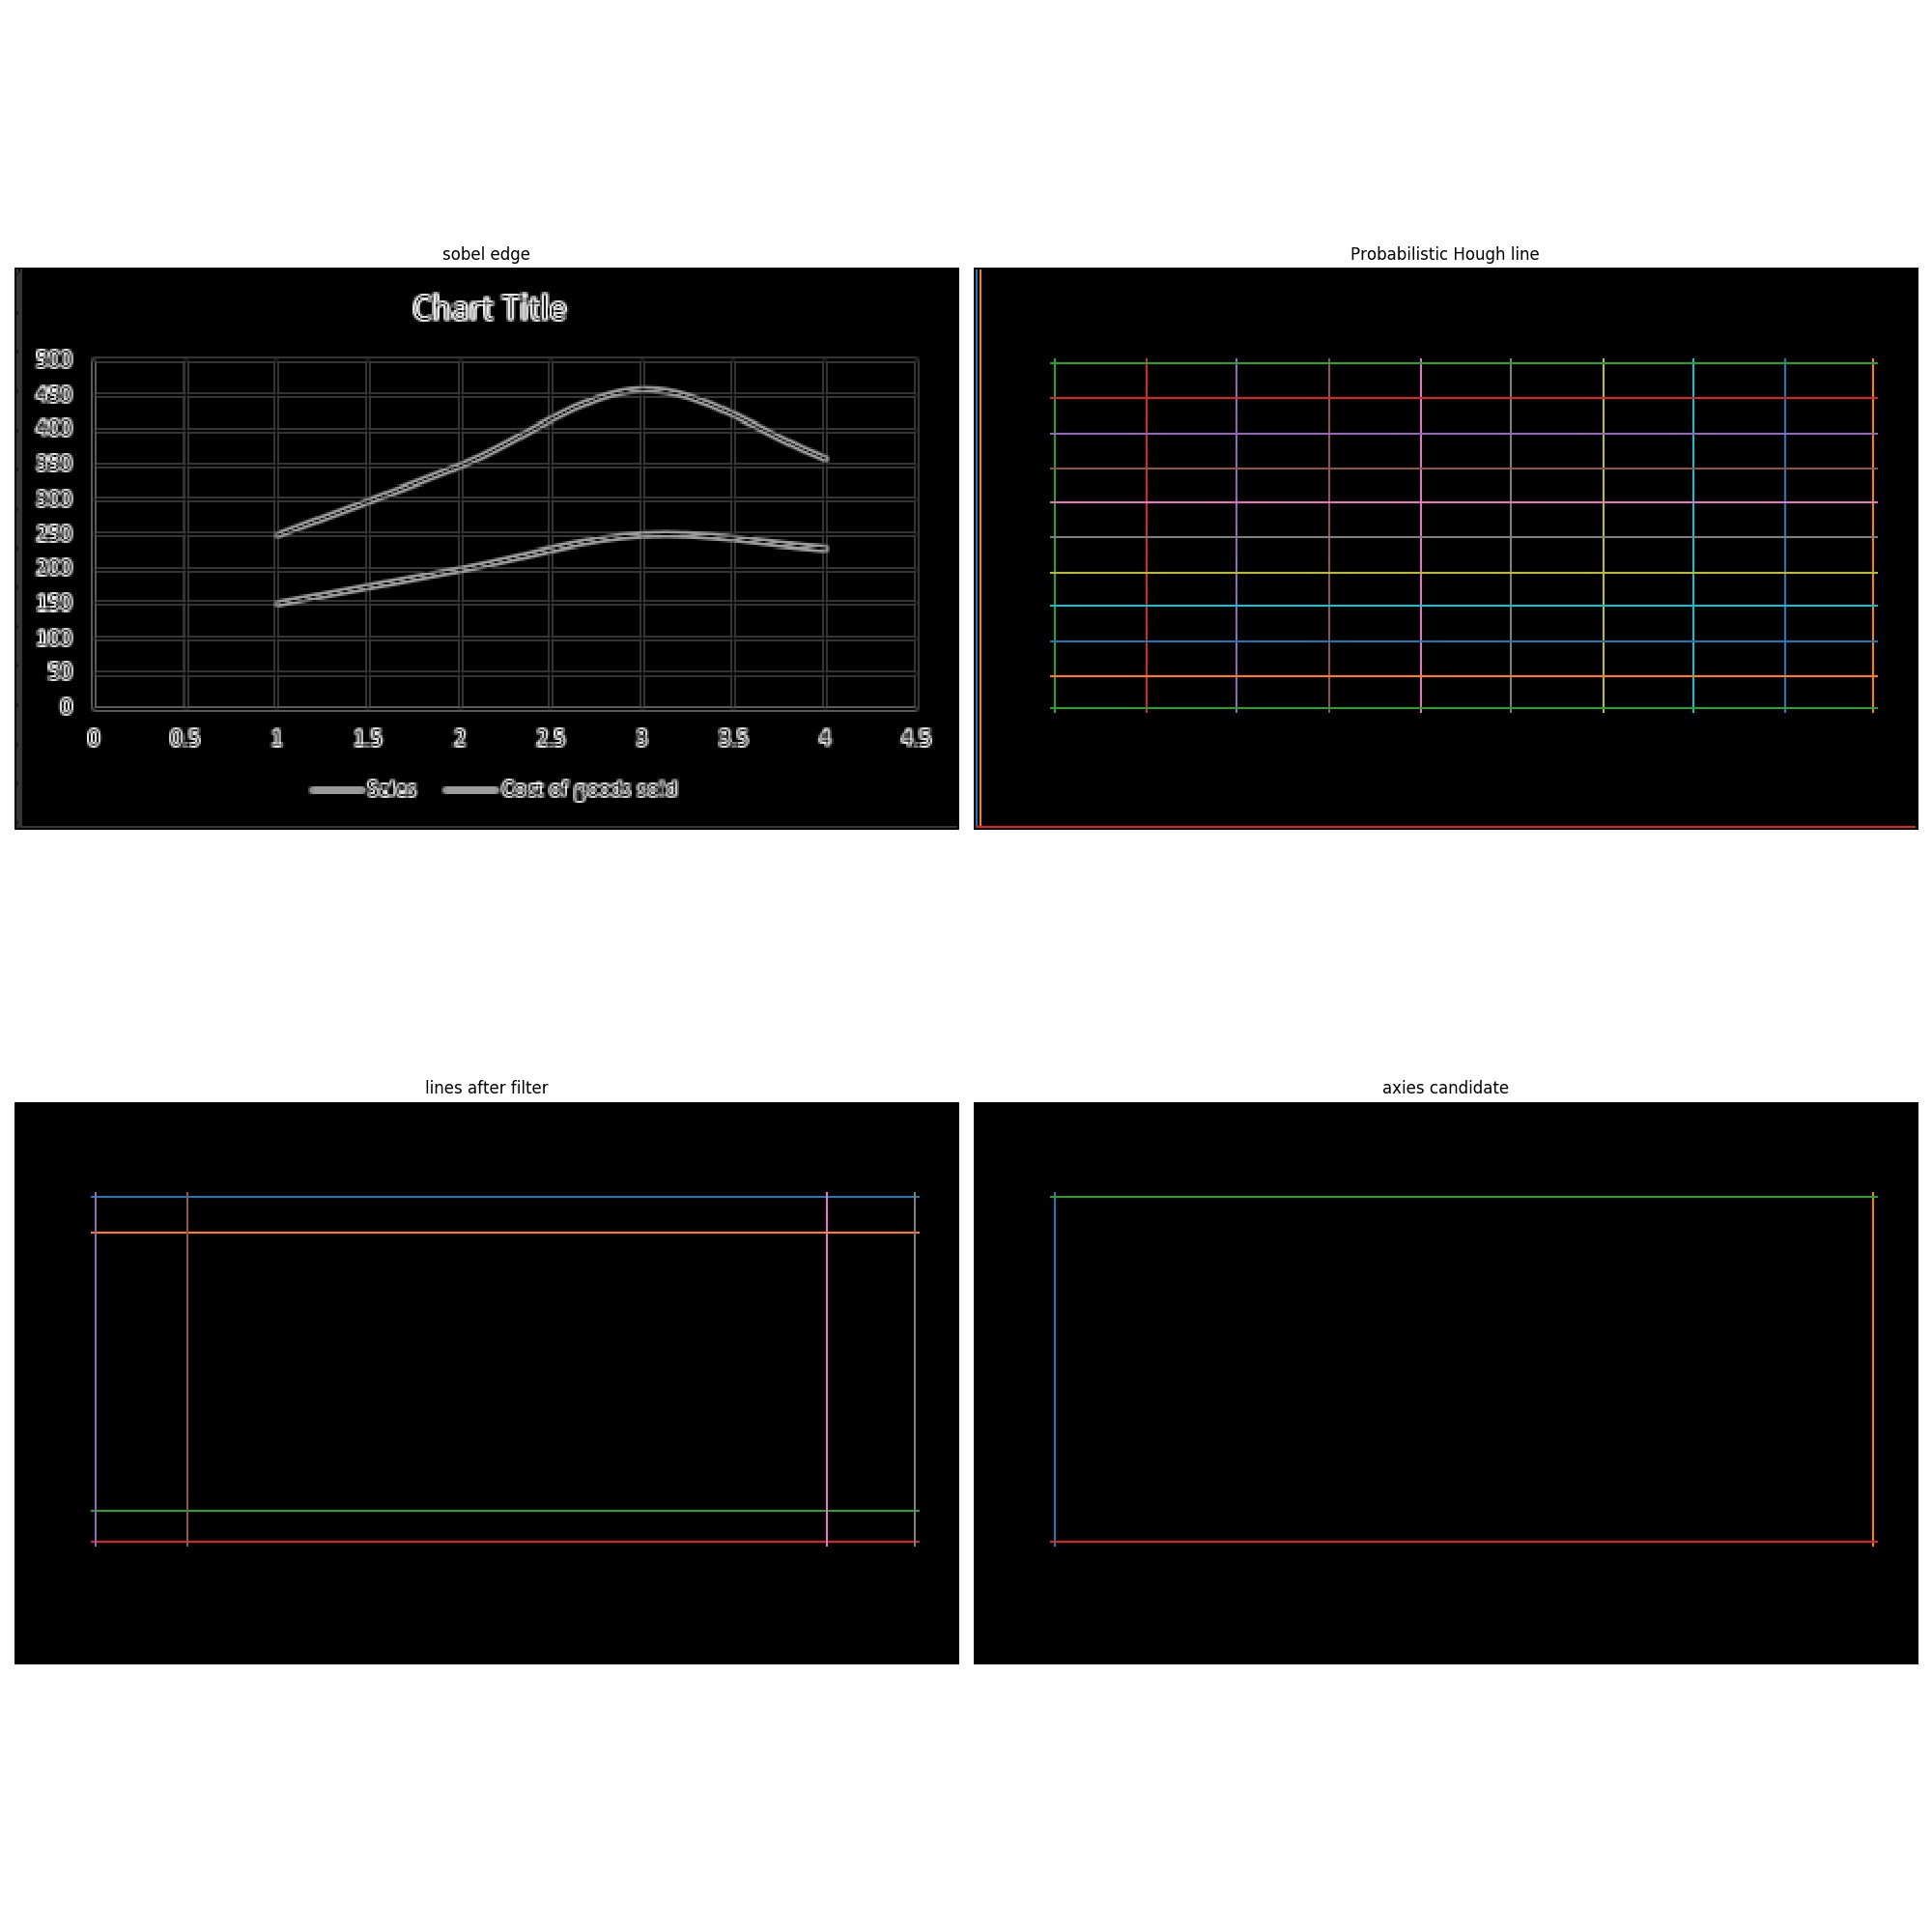 sobel edge
Probabilistic Hough line
Chart Title
500
450
400
350
300
250
200
150
100
50
0
0 0.5 1 1.5 2 2.5 3 3.5 4 4.5
Sales Cost of goods sold
lines after filter
axies candidate